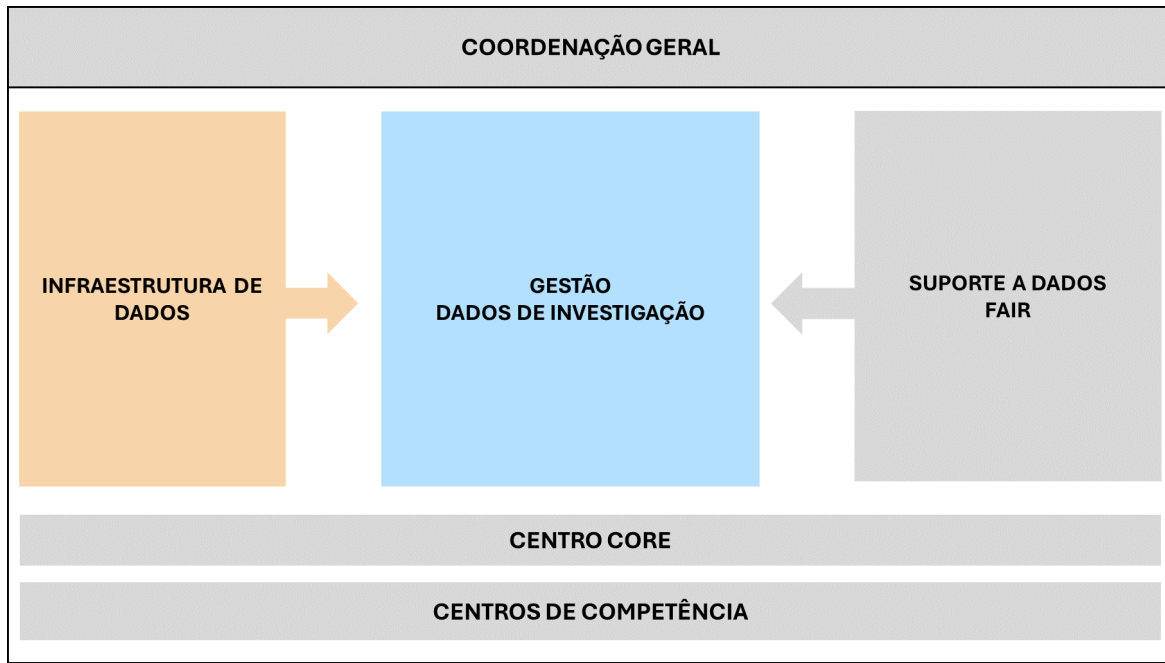 COORDENAÇÃO GERAL
INFRAESTRUTURA DE
DADOS
GESTÃO
DADOS DE INVESTIGAÇÃO
SUPORTE A DADOS
FAIR
CENTRO CORE
CENTROS DE COMPETÊNCIA